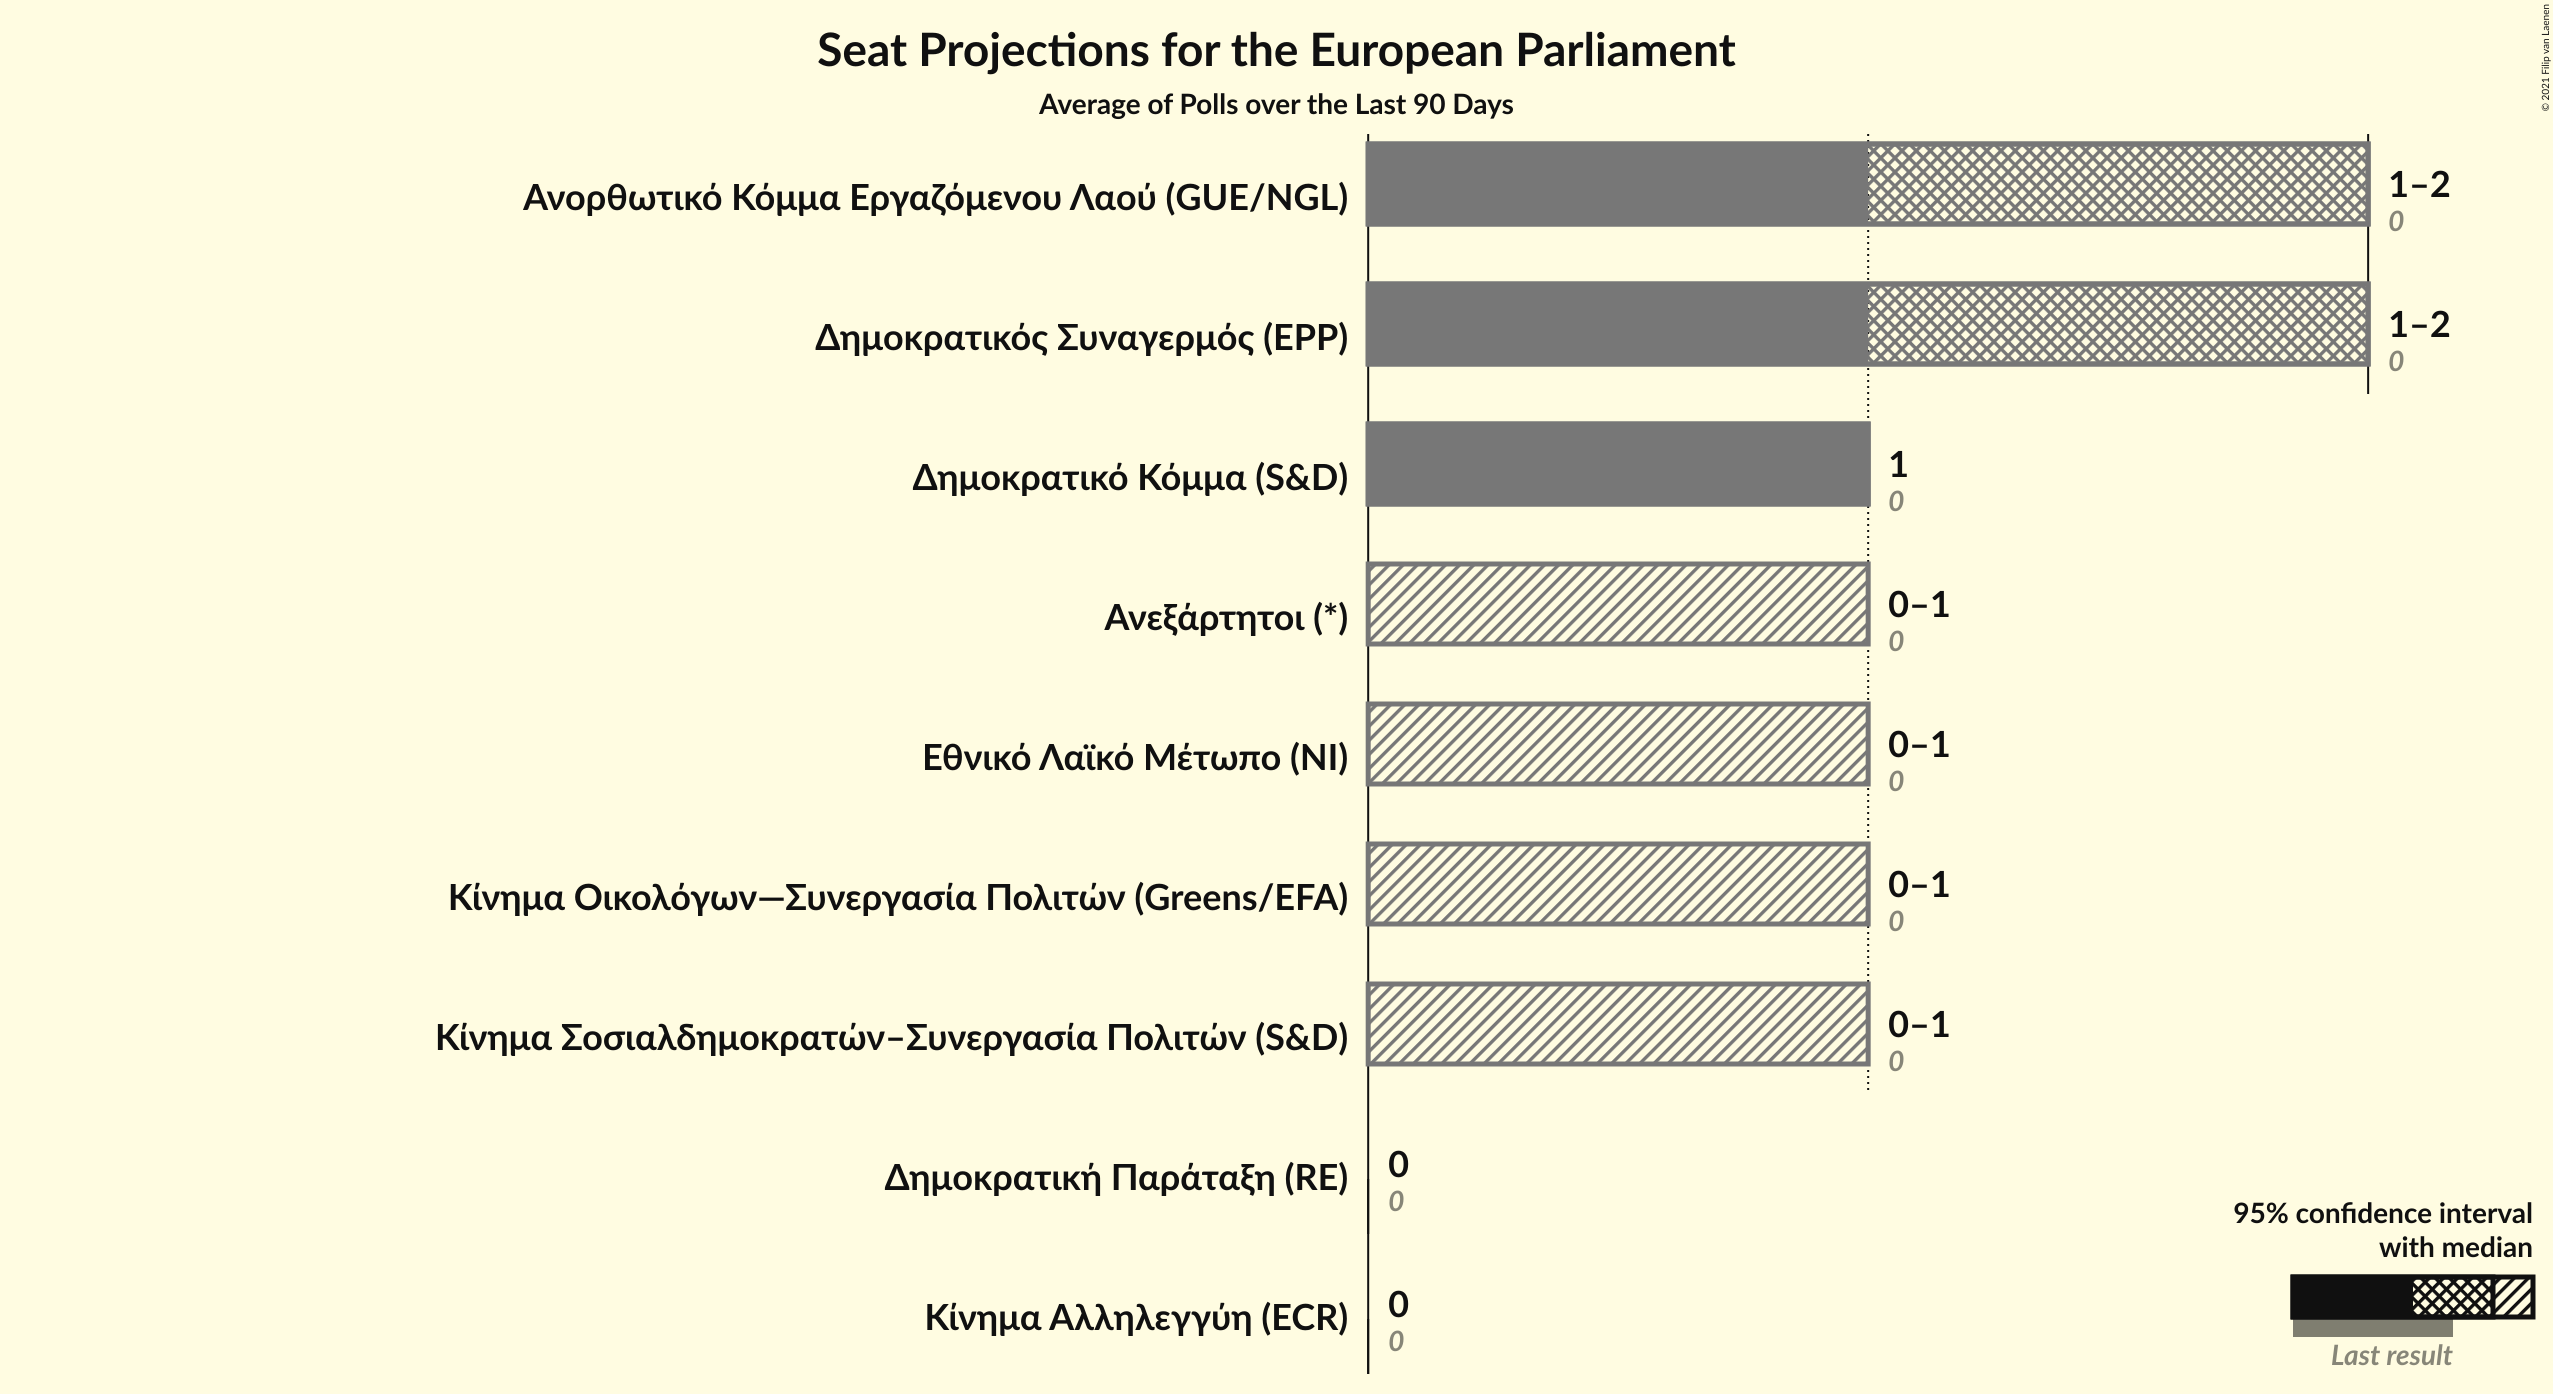 Seat Projections for the European Parliament
Average of Polls over the Last 90 Days
© 2021 Filip van Laenen
Ανορθωτικό Κόμμα Εργαζόμενου Λαού (GUE/NGL)
1–2
0
Δημοκρατικός Συναγερμός (EPP)
1–2
0
Δημοκρατικό Κόμμα (S&D)
1
0
Ανεξάρτητοι (*)
0–1
0
Εθνικό Λαϊκό Μέτωπο (NI)
0–1
0
Κίνημα Οικολόγων—Συνεργασία Πολιτών (Greens/EFA)
0–1
0
Κίνημα Σοσιαλδημοκρατών–Συνεργασία Πολιτών (S&D)
0–1
0
Δημοκρατική Παράταξη (RE)
0
0
Κίνημα Αλληλεγγύη (ECR)
0
0
95% confidence interval
with median
Last result